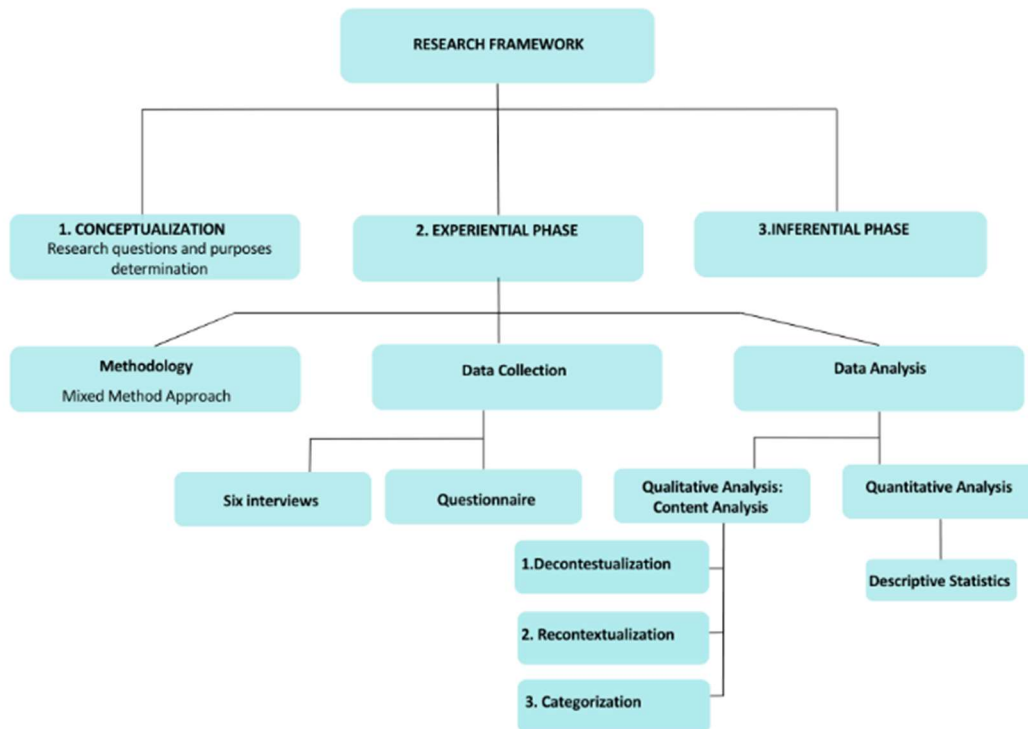 RESEARCH FRAMEWORK
1. CONCEPTUALIZATION
Research questions and purposes
determination
2. EXPERIENTIAL PHASE
3.INFERENTIAL PHASE
Methodology
Mixed Method Approach
Data Collection
Data Analysis
Six interviews
Questionnaire
Qualitative Analysis:
Content Analysis
Quantitative Analysis
1.Decontestualization
2. Recontextualization
3. Categorization
Descriptive Statistics